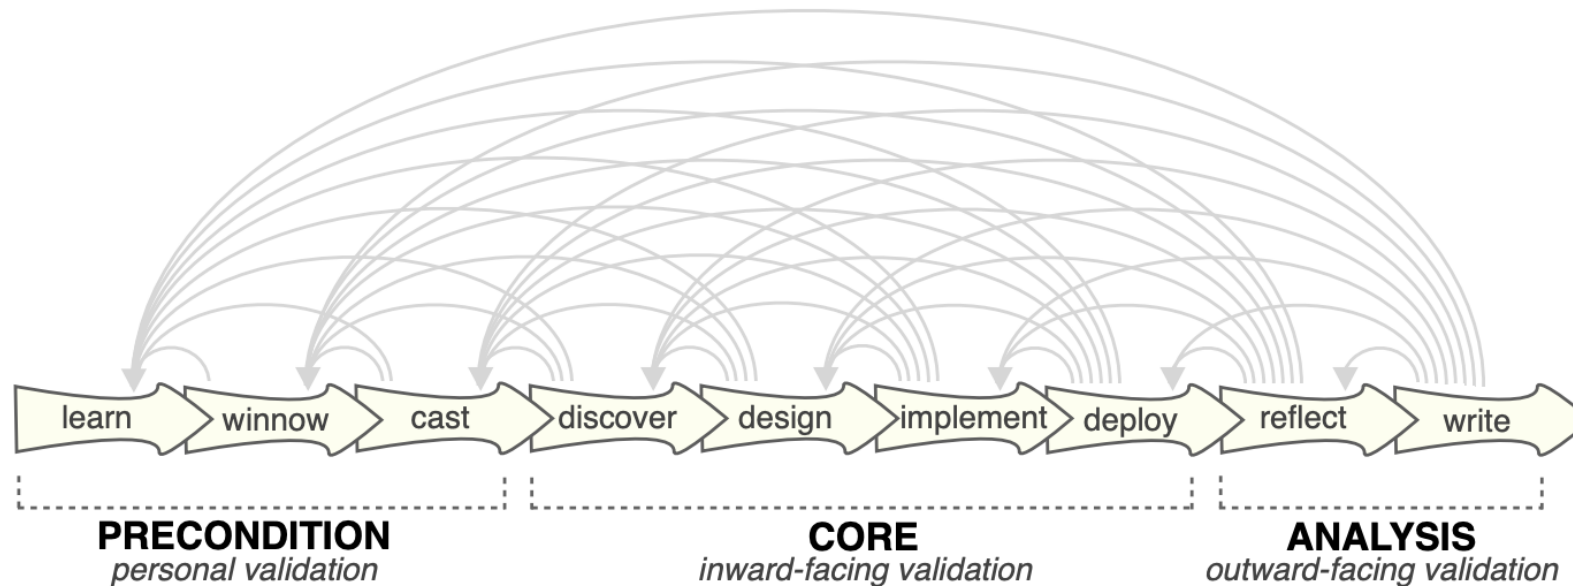 learn
winnow
cast
discover
design
implement
deploy
reflect
write
PRECONDITION
personal validation
CORE
inward-facing validation
ANALYSIS
outward-facing validation